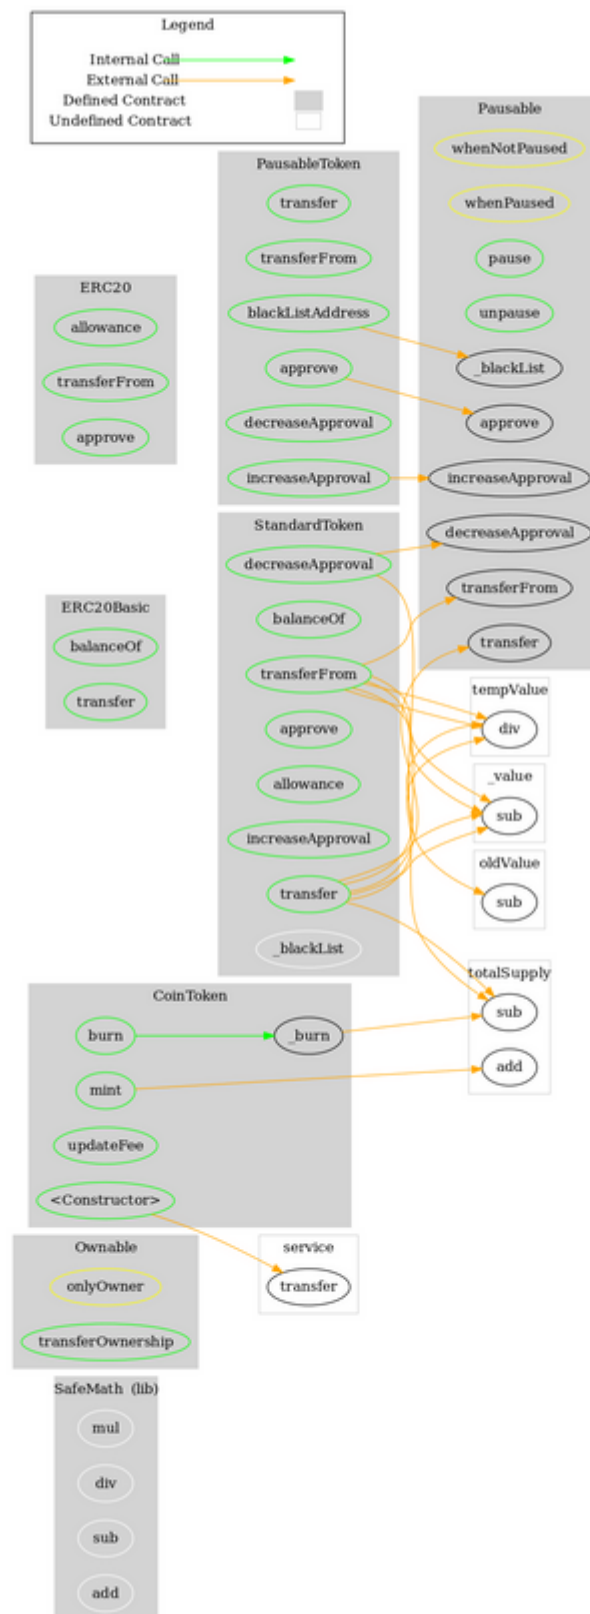 Legend
Internal Call
External Call
Defined Contract
Undefined Contract
Pausable
whenNotPaused
whenPaused
pause
unpause
_blackList
approve
increaseApproval
decreaseApproval
transferFrom
transfer
PausableToken
transfer
transferFrom
blackListAddress
approve
decreaseApproval
increaseApproval
ERC20
allowance
transferFrom
approve
StandardToken
decreaseApproval
balanceOf
transferFrom
approve
allowance
increaseApproval
transfer
_blackList
ERC20Basic
balanceOf
transfer
tempValue
div
_value
sub
oldValue
sub
totalSupply
sub
add
CoinToken
burn
_burn
mint
updateFee
<Constructor>
Ownable
onlyOwner
transferOwnership
service
transfer
SafeMath (lib)
mul
div
sub
add